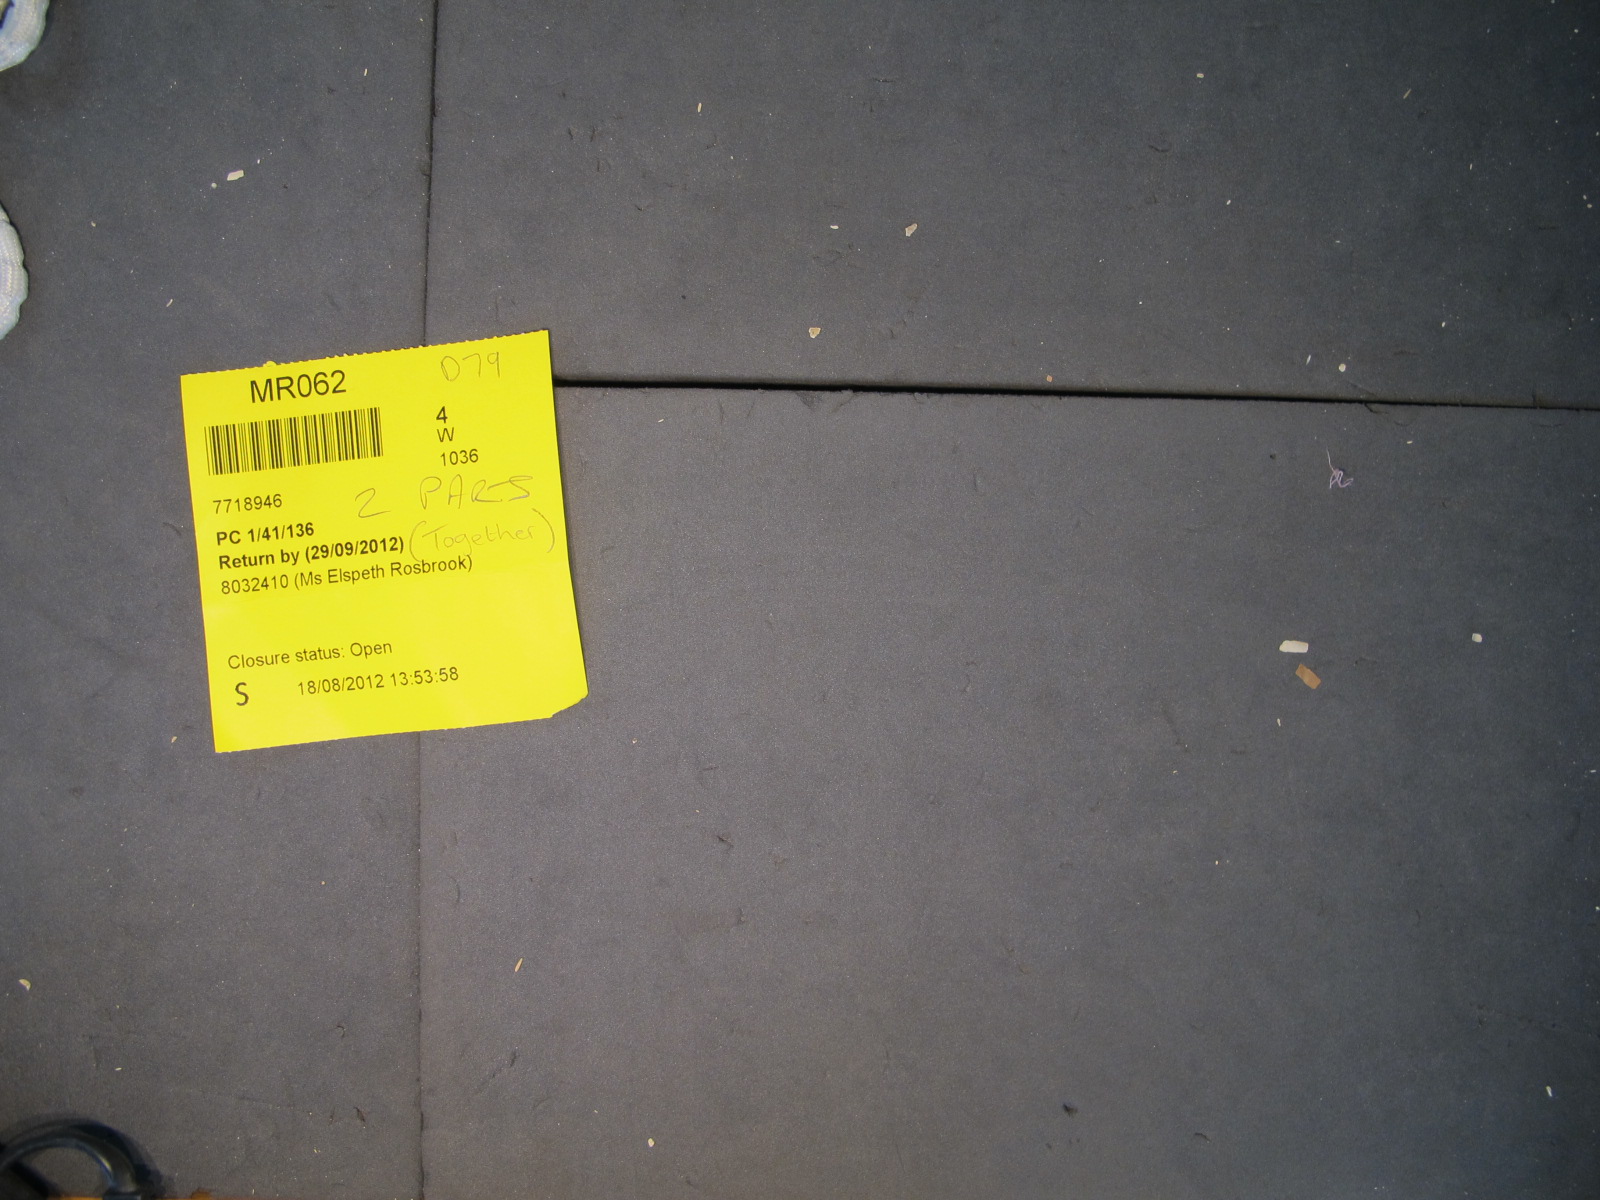 MR062
D79
4
W
1036
7718946
2 PARTS
PC 1/41/136
Return by (29/09/2012)
(Together)
8032410 (Ms Elspeth Rosbrook)
Closure status: Open
S 18/08/2012 13:53:58